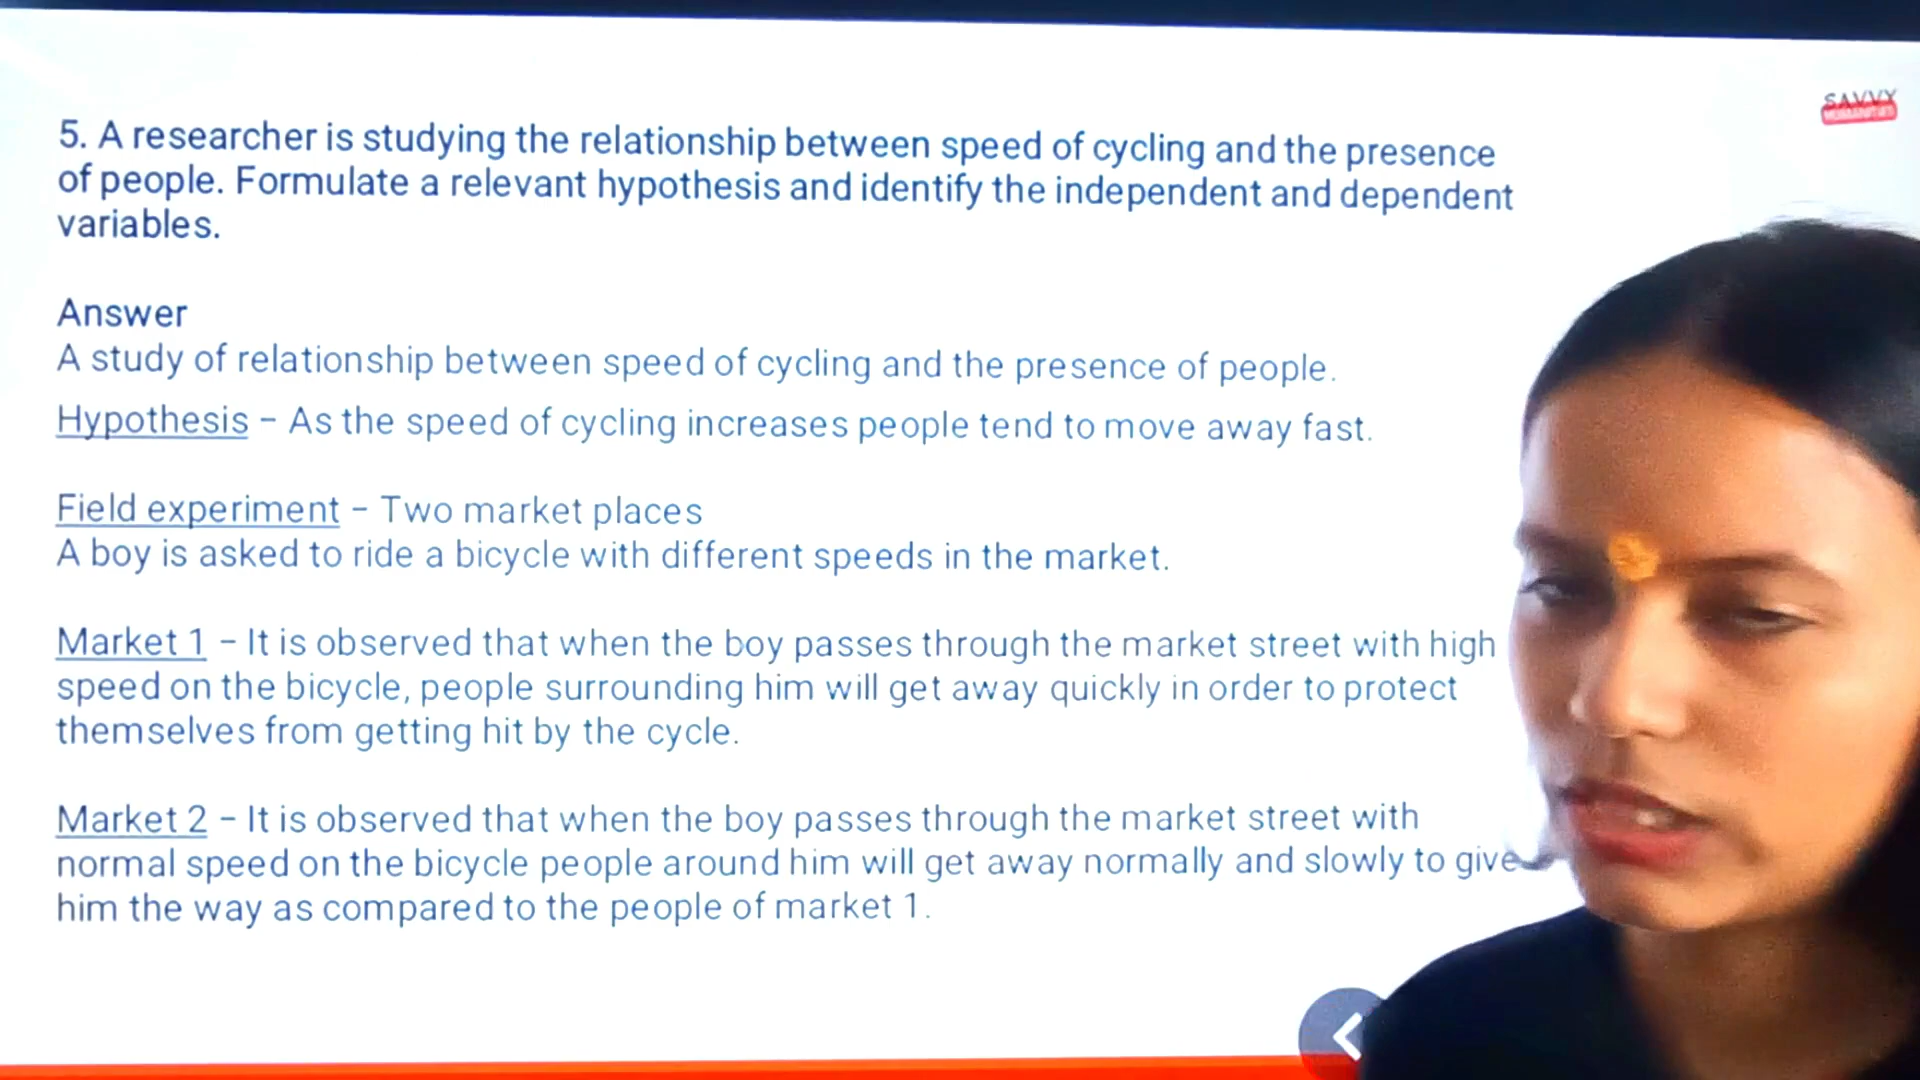 SAVVY
5. A researcher is studying the relationship between speed of cycling and the presence
of people. Formulate a relevant hypothesis and identify the independent and dependent
variables.
Answer
A study of relationship between speed of cycling and the presence of people.
Hypothesis – As the speed of cycling increases people tend to move away fast.
Field experiment – Two market places
A boy is asked to ride a bicycle with different speeds in the market.
Market 1 – It is observed that when the boy passes through the market street with high
speed on the bicycle, people surrounding him will get away quickly in order to protect
themselves from getting hit by the cycle.
Market 2 – It is observed that when the boy passes through the market street with
normal speed on the bicycle people around him will get away normally and slowly to give
him the way as compared to the people of market 1.